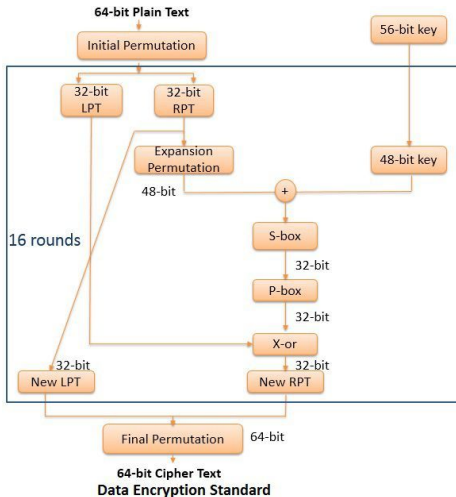 64-bit Plain Text
Initial Permutation
56-bit key
32-bit
LPT
32-bit
RPT
Expansion
Permutation
48-bit key
48-bit
+
S-box
16 rounds
32-bit
P-box
32-bit
X-or
32-bit
32-bit
New LPT
New RPT
Final Permutation
64-bit
64-bit Cipher Text
Data Encryption Standard